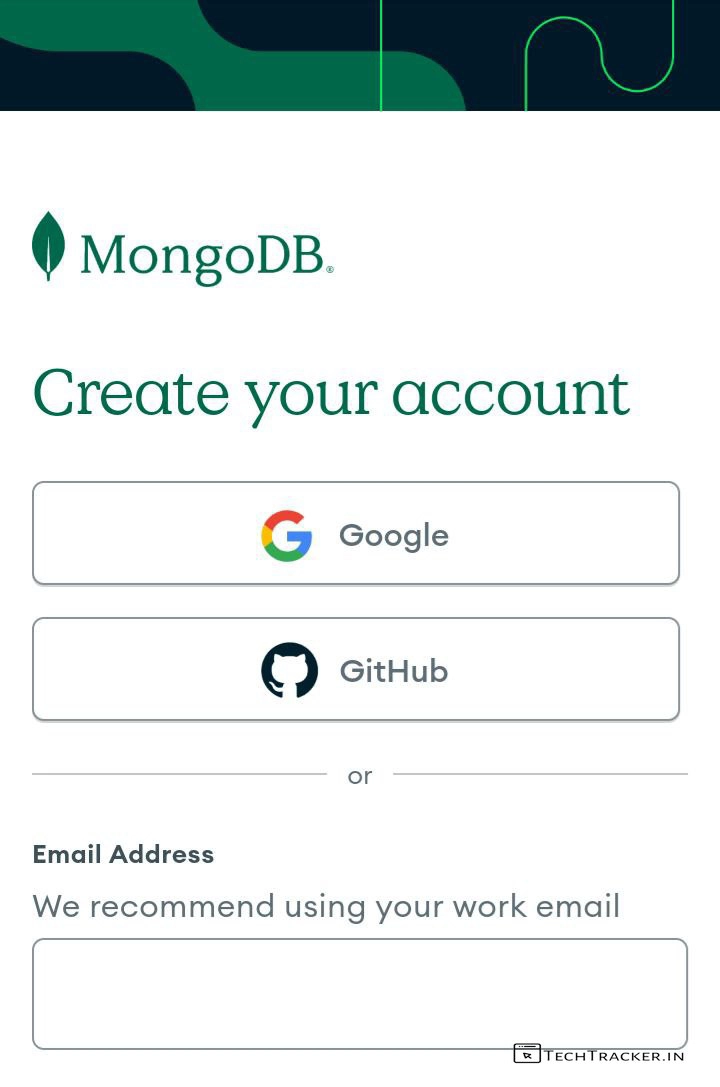 MongoDB®
Create your account
Google
GitHub
or
Email Address
We recommend using your work email
TECHTRACKER.IN